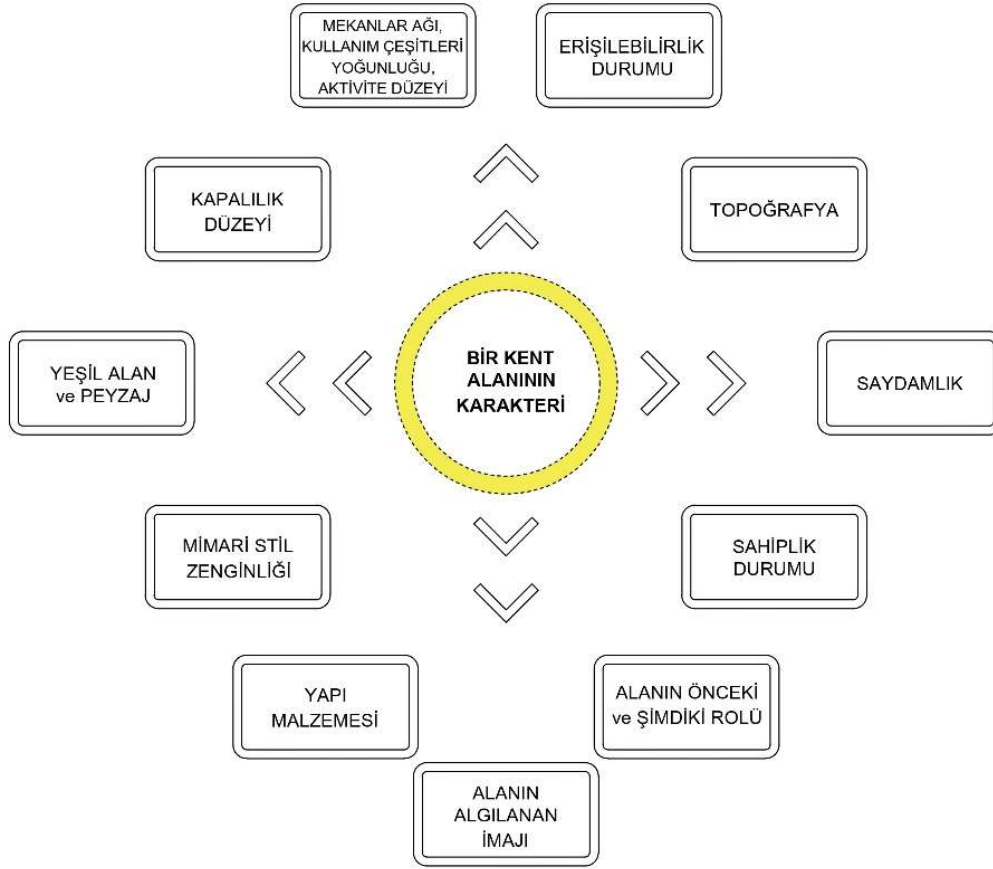 MEKANLAR AĞI,
KULLANIM ÇEŞİTLERİ
YOĞUNLUĞU,
AKTİVİTE DÜZEYİ
ERİŞİLEBİLİRLİK
DURUMU
KAPALILIK
DÜZEYİ
TOPOĞRAFYA
YEŞİL ALAN
ve PEYZAJ
BİR KENT
ALANININ
KARAKTERİ
SAYDAMLIK
MİMARİ STİL
ZENGİNLİĞİ
SAHİPLİK
DURUMU
YAPI
MALZEMESİ
ALANIN ÖNCEKİ
ve ŞİMDİKİ ROLÜ
ALANIN
ALGILANAN
İMAJI